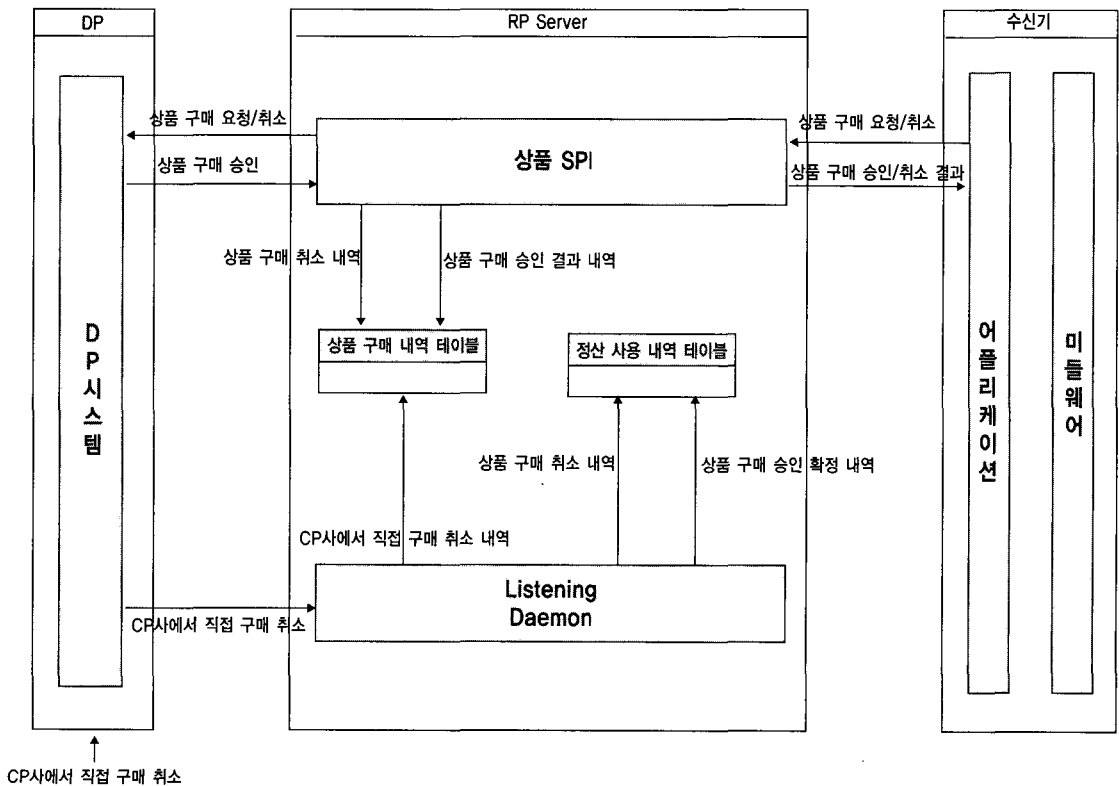 DP
RP Server
수신기
상품 구매 요청/취소
상품 구매 요청/취소
상품 SPI
상품 구매 승인
상품 구매 승인/취소 결과
상품 구매 취소 내역
상품 구매 승인 결과 내역
DP시스템
상품 구매 내역 테이블
정산 사용 내역 테이블
어플리케이션
미들웨어
상품 구매 취소 내역
상품 구매 승인 확정 내역
CP사에서 직접 구매 취소 내역
Listening
Daemon
CP사에서 직접 구매 취소
CP사에서 직접 구매 취소